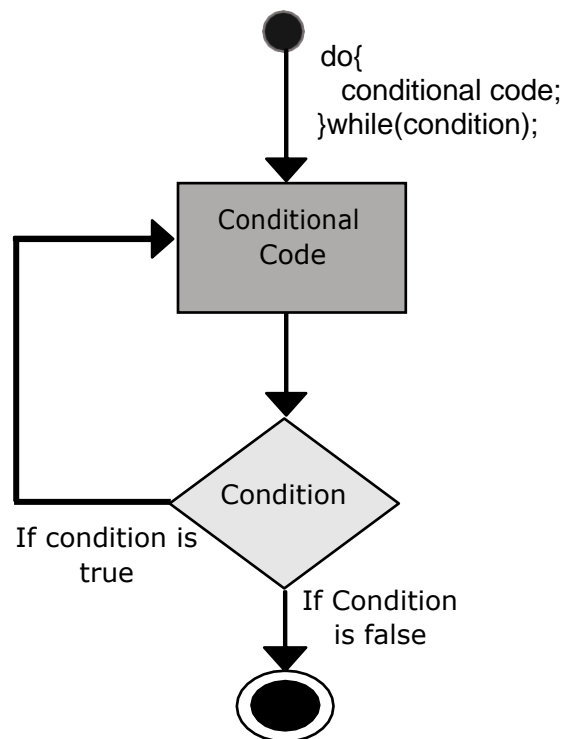 do{
conditional code;
}while(condition);
Conditional
Code
Condition
If condition is
true
If Condition
is false